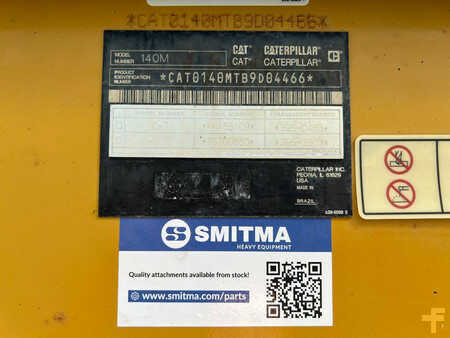 *CAT0140MTB9D04466*
MODEL NUMBER 140M
CAT® CATERPILLAR®
CAT® CATERPILLAR®
PRODUCT IDENTIFICATION NUMBER *CAT0140MTB9D04466*
CATERPILLAR INC.
PEORIA, IL 61629
USA
MADE IN
BRAZIL
SMITMA
HEAVY EQUIPMENT
Quality attachments available from stock!
www.smitma.com/parts